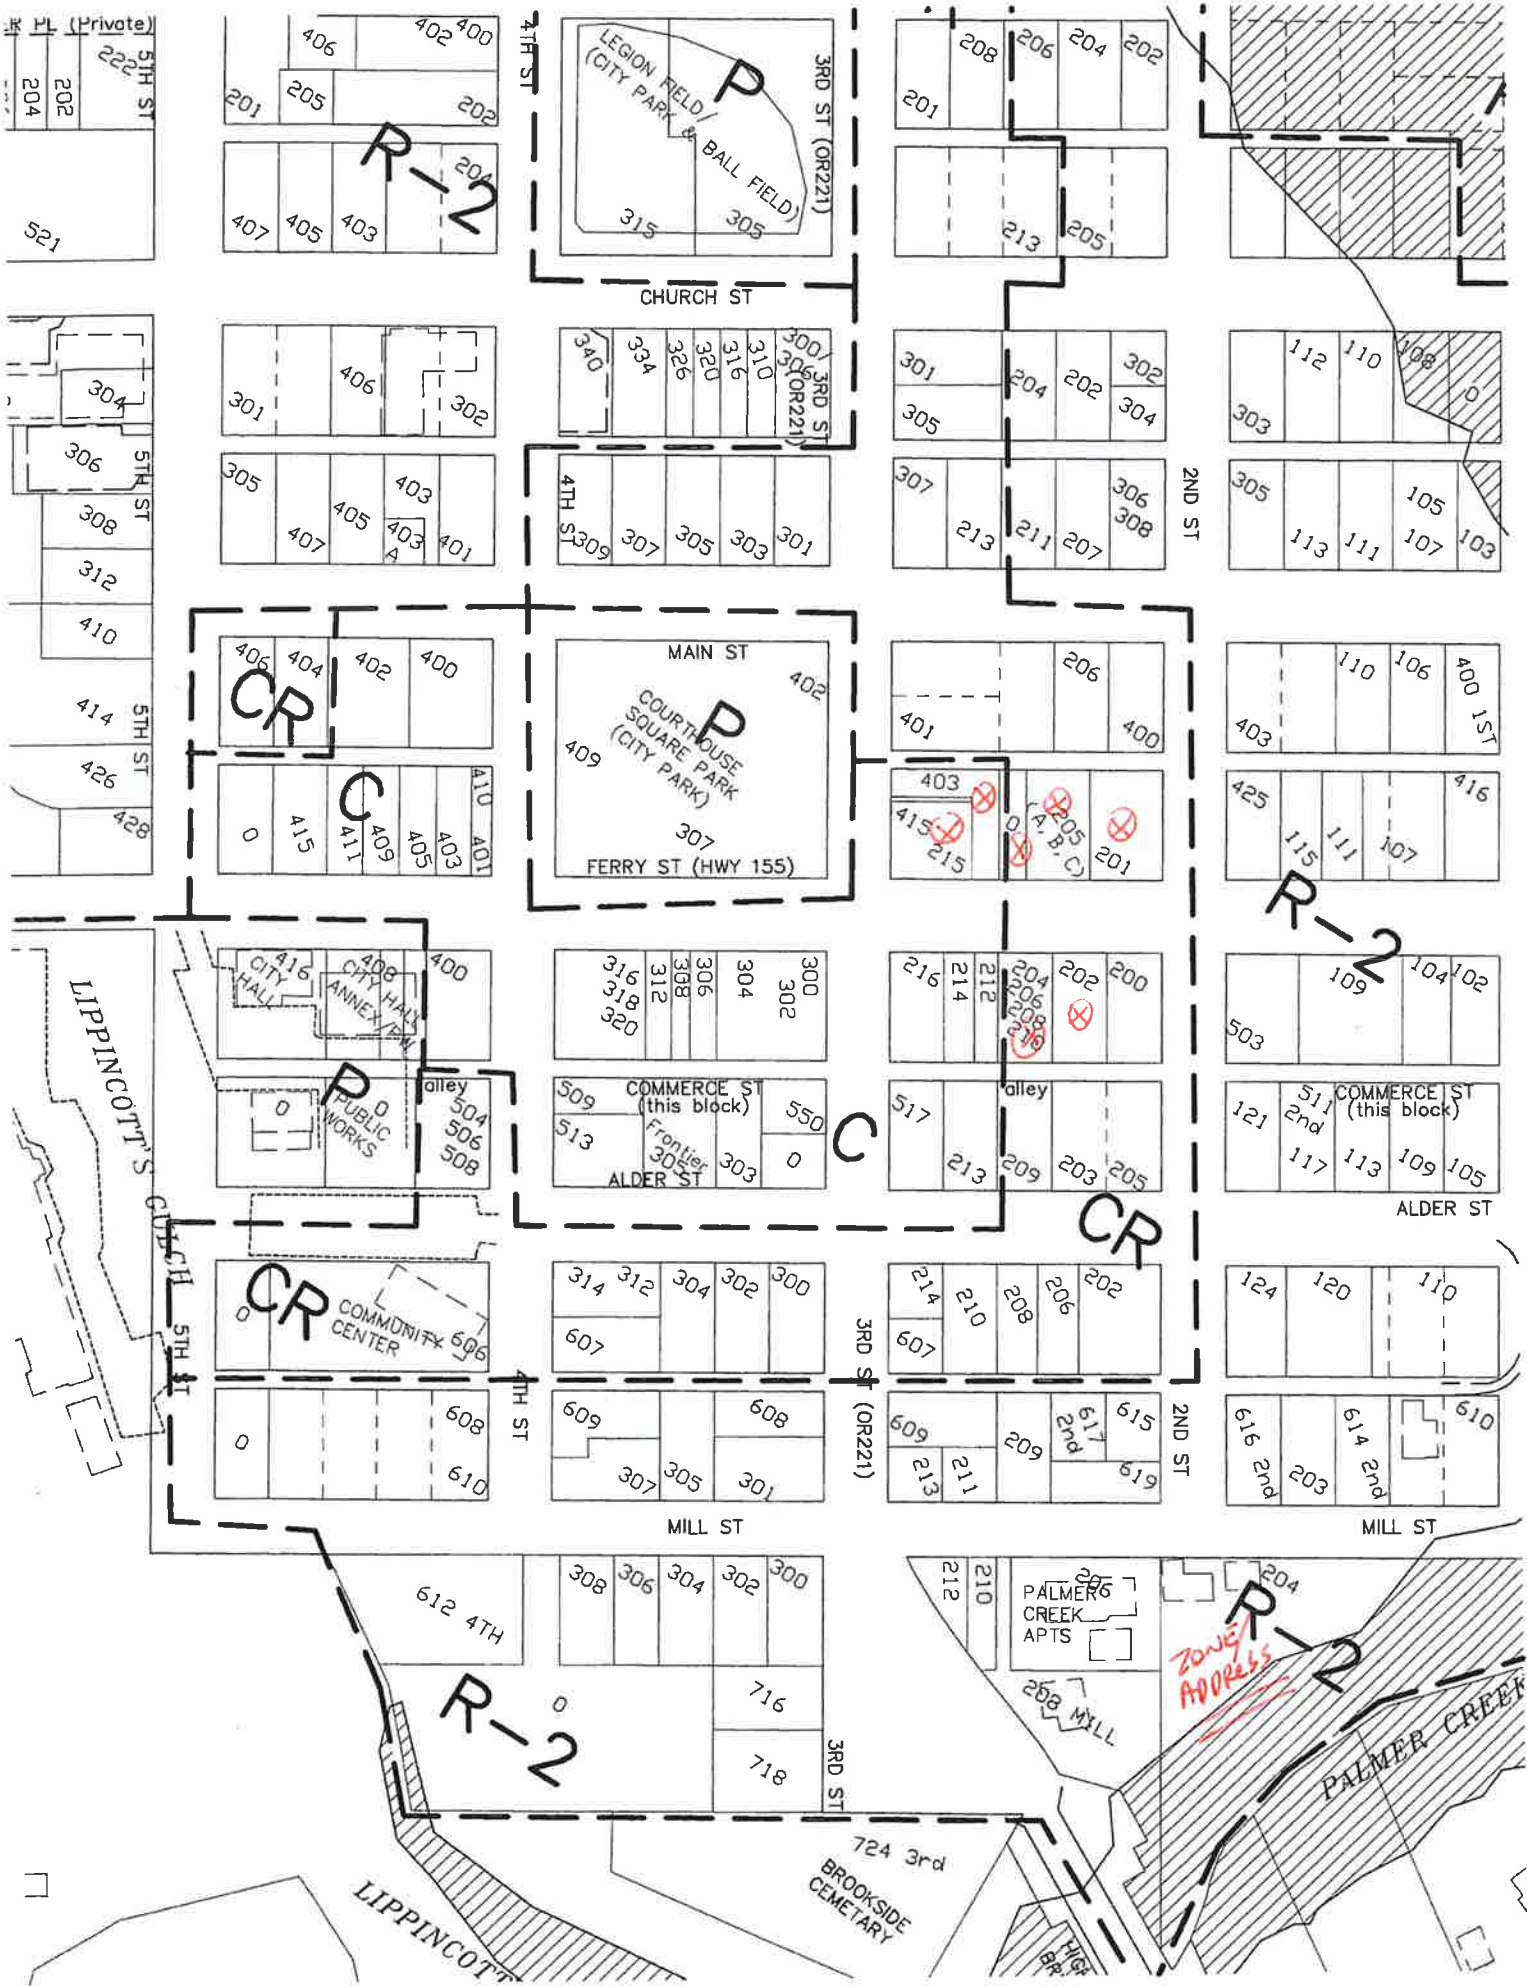 ER PL (Private)
222
5TH ST
204
202
521
406
402
400
201
205
202
R-2
204
407
405
403
4TH ST
LEGION FIELD/
(CITY PARK & BALL FIELD)
P
315
305
3RD ST (OR221)
CHURCH ST
208
206
204
202
201
213
205
304
306
5TH ST
308
312
410
414
5TH ST
426
428
301
406
302
305
407
405
403
403
A
401
340
334
326
320
316
310
300/
306
3RD ST
(OR221)
4TH ST
309
307
305
303
301
301
305
204
202
302
304
307
213
211
207
306
308
2ND ST
112
110
108
0
303
305
113
111
105
107
103
406
404
402
400
CR
C
0
415
411
409
405
403
410
401
MAIN ST
402
P
COURTHOUSE
SQUARE PARK
(CITY PARK)
409
307
FERRY ST (HWY 155)
206
401
400
403
415
215
0
205
(A, B, C)
201
110
106
400 1ST
403
425
115
111
107
416
R-2
LIPPINCOTT'S GULCH
416
CITY
HALL
408
CITY HALL
ANNEX/PW
400
P
0
0
PUBLIC
WORKS
alley
504
506
508
316
318
320
312
308
306
304
300
302
509
COMMERCE ST
(this block)
550
513
Frontier
305
303
0
ALDER ST
C
216
214
212
204
206
208
210
202
200
517
alley
213
209
203
205
CR
109
104
102
503
121
511
2nd
COMMERCE ST
(this block)
117
113
109
105
ALDER ST
CR
0
COMMUNITY
CENTER
606
5TH ST
4TH ST
0
608
610
314
312
304
302
300
607
609
608
307
305
301
3RD ST (OR221)
214
210
208
206
202
607
609
213
211
209
617
2nd
615
619
2ND ST
124
120
110
616 2nd
203
614 2nd
610
MILL ST
MILL ST
612 4TH
308
306
304
302
300
0
716
718
R-2
3RD ST
212
210
206
PALMER
CREEK
APTS
208 MILL
204
R-2
ZONE/
ADDRESS
PALMER CREEK
724 3rd
BROOKSIDE
CEMETARY
LIPPINCOTT